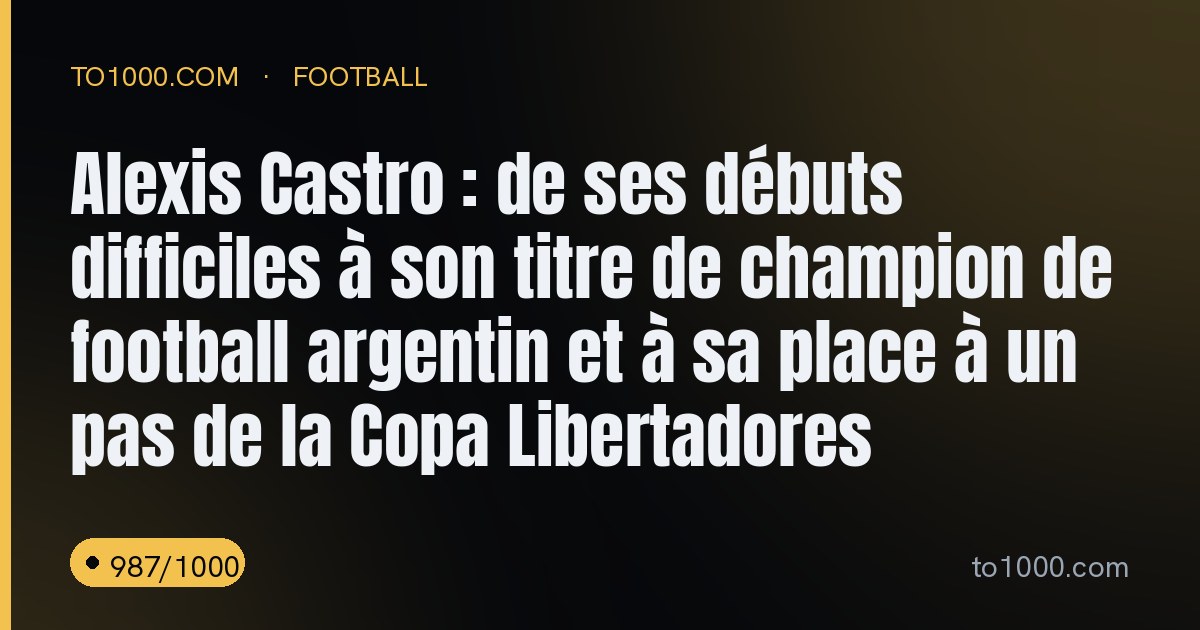 TO1000.COM · FOOTBALL
Alexis Castro : de ses débuts
difficiles à son titre de champion de
football argentin et à sa place à un
pas de la Copa Libertadores
987/1000
to1000.com